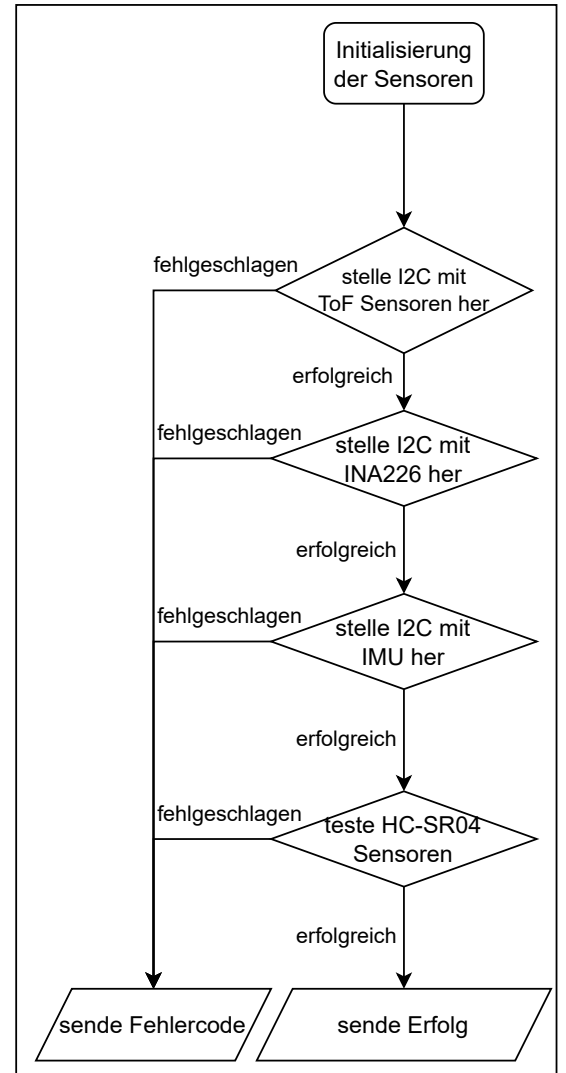 Initialisierung
der Sensoren
fehlgeschlagen
stelle I2C mit
ToF Sensoren her
erfolgreich
fehlgeschlagen
stelle I2C mit
INA226 her
erfolgreich
fehlgeschlagen
stelle I2C mit
IMU her
erfolgreich
fehlgeschlagen
teste HC-SR04
Sensoren
erfolgreich
sende Fehlercode
sende Erfolg